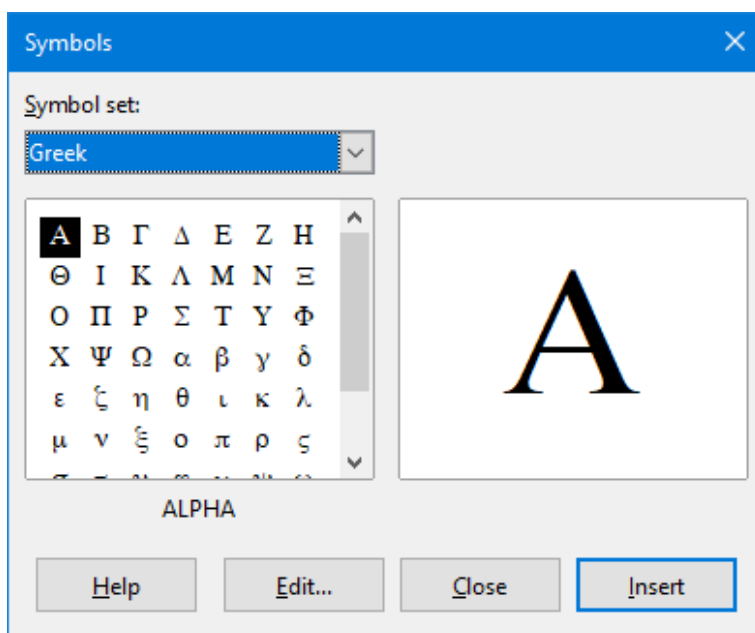 Symbols
Symbol set:
Greek
Α Β Γ Δ Ε Ζ Η
Θ Ι Κ Λ Μ Ν Ξ
Ο Π Ρ Σ Τ Υ Φ
Χ Ψ Ω α β γ δ
ε ζ η θ ι κ λ
μ ν ξ ο π ρ ς
Α
ALPHA
Help Edit... Close Insert